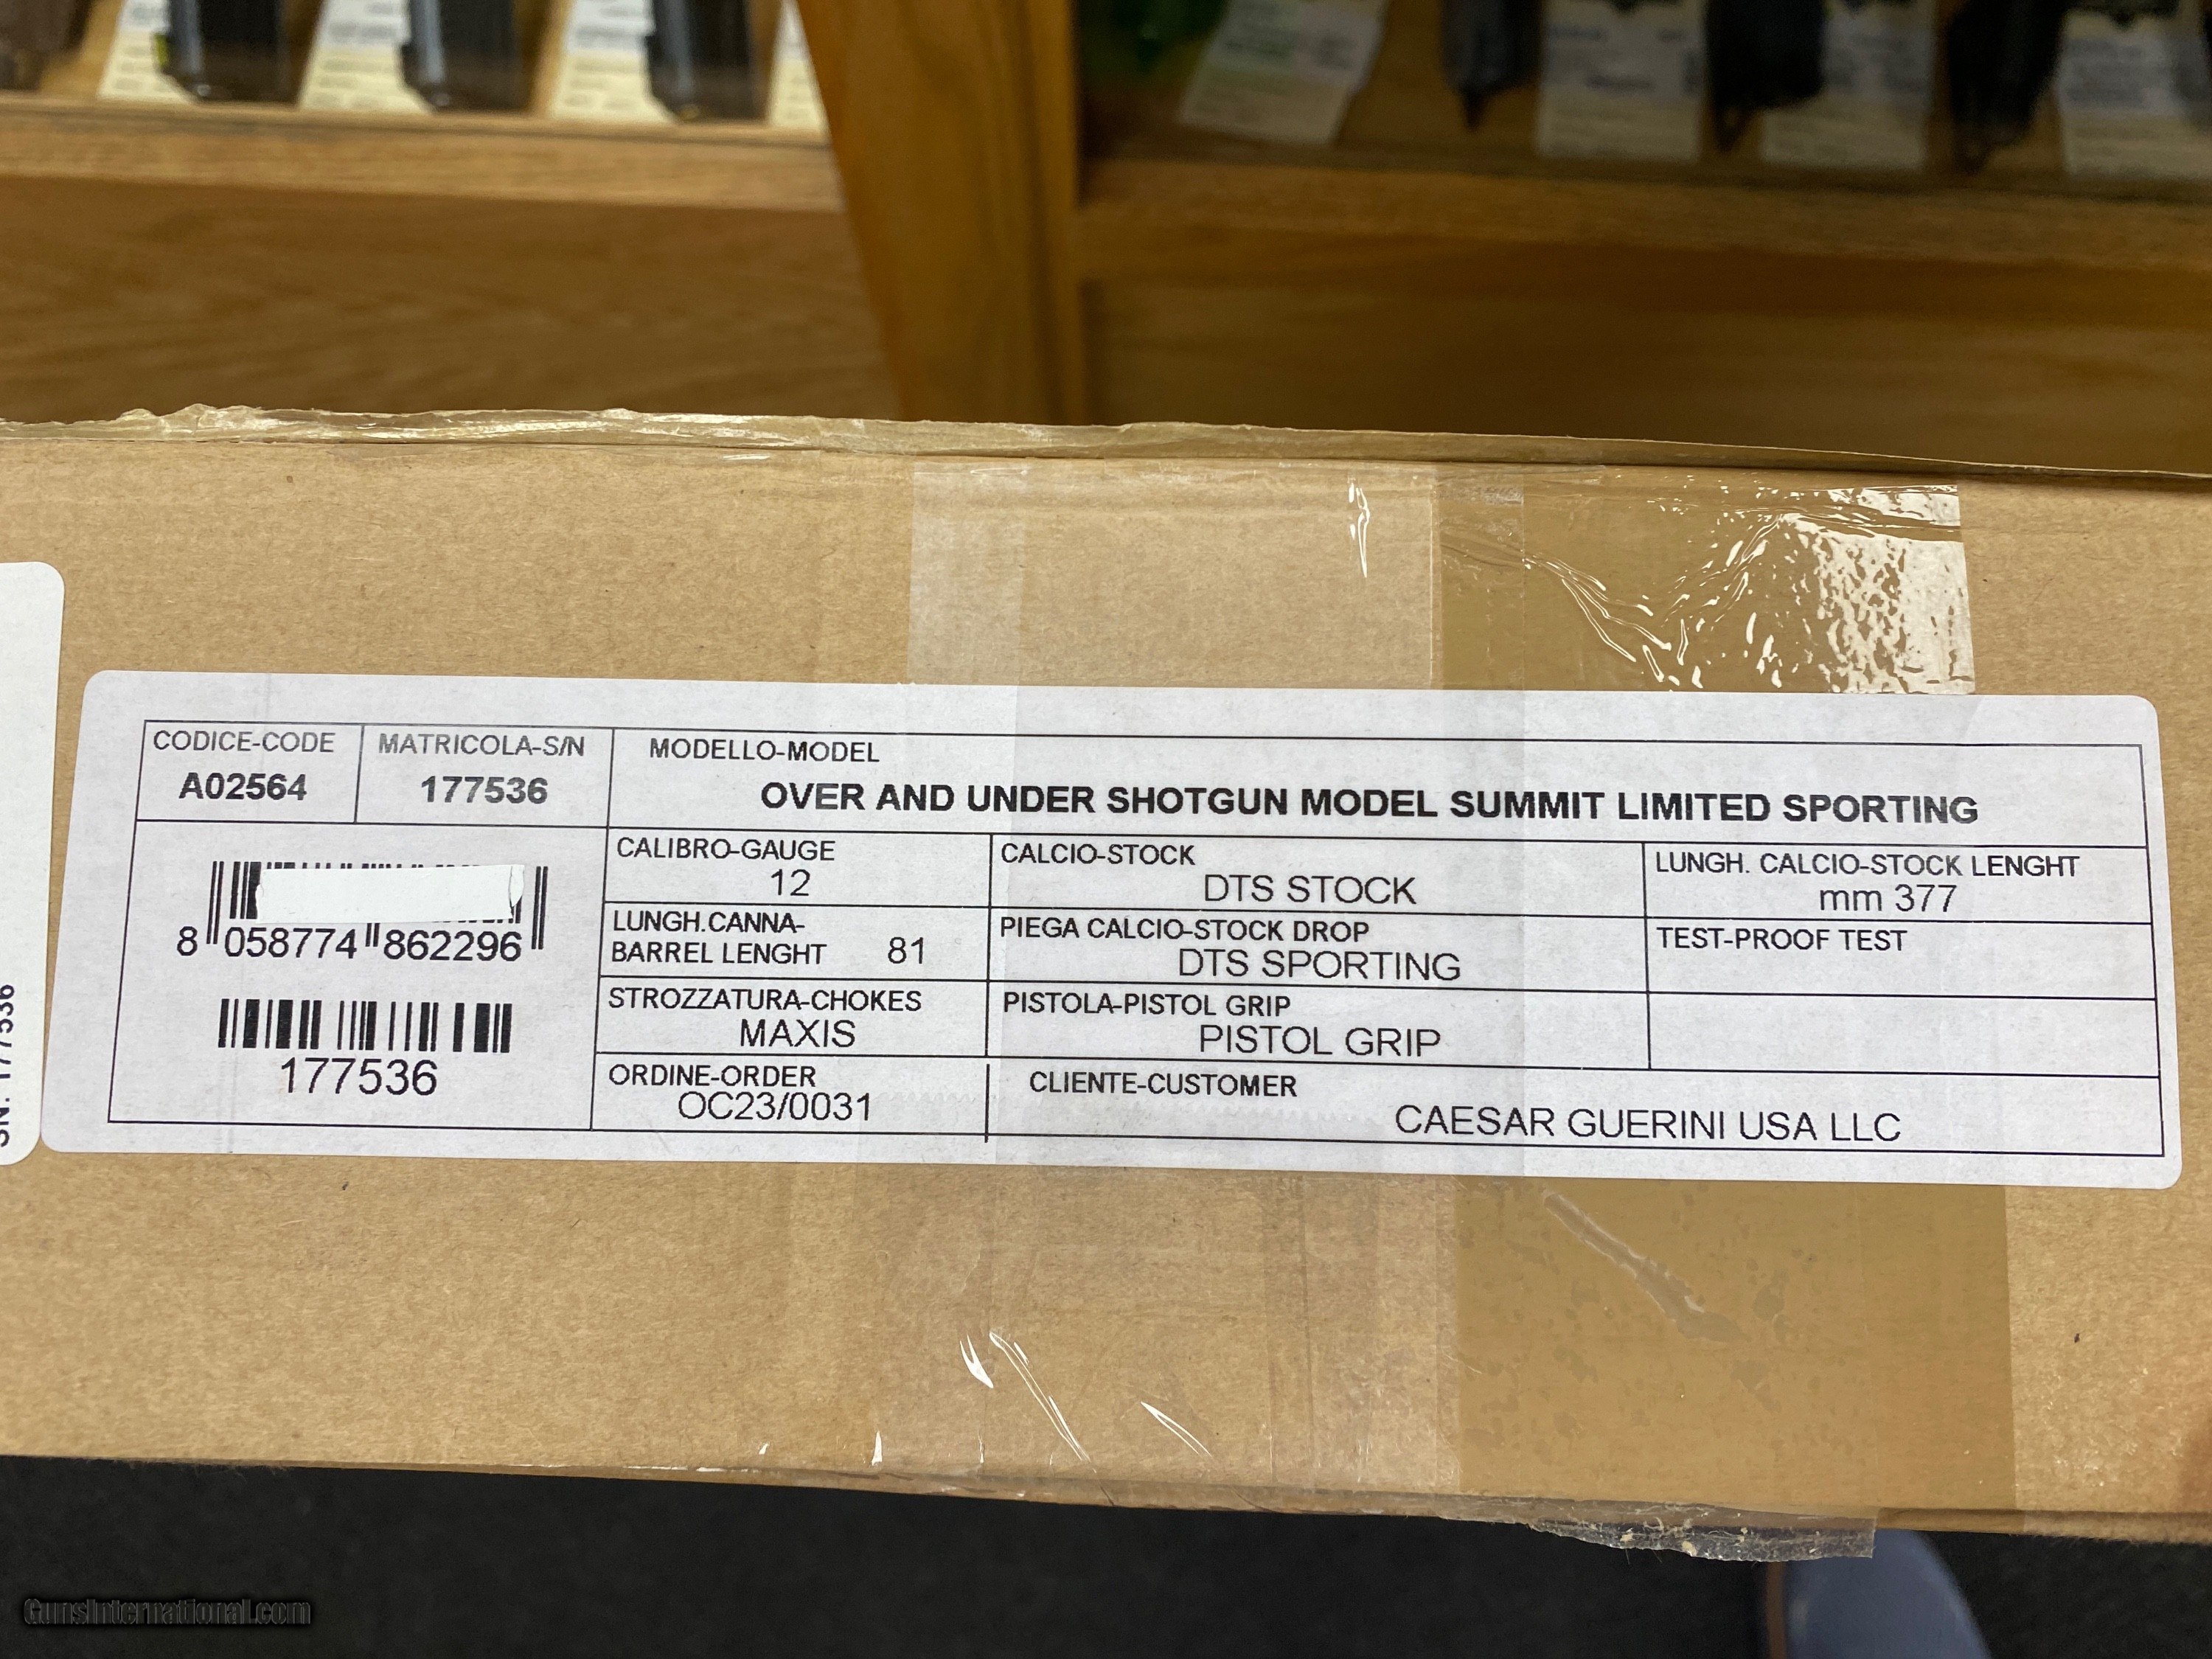 CODICE-CODE
A02564
MATRICOLA-S/N
177536
MODELLO-MODEL
OVER AND UNDER SHOTGUN MODEL SUMMIT LIMITED SPORTING
8 058774 862296
177536
CALIBRO-GAUGE
12
CALCIO-STOCK
DTS STOCK
LUNGH. CALCIO-STOCK LENGHT
mm 377
LUNGH.CANNA-
BARREL LENGHT 81
PIEGA CALCIO-STOCK DROP
DTS SPORTING
TEST-PROOF TEST
STROZZATURA-CHOKES
MAXIS
PISTOLA-PISTOL GRIP
PISTOL GRIP
ORDINE-ORDER
OC23/0031
CLIENTE-CUSTOMER
CAESAR GUERINI USA LLC
SN: 177536
GunsInternational.com